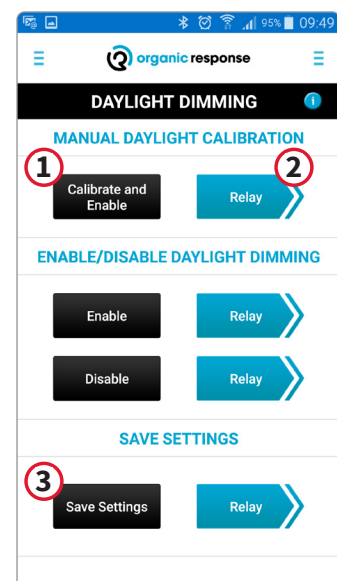 95% 09:49
organic response
DAYLIGHT DIMMING i
MANUAL DAYLIGHT CALIBRATION
1 2
Calibrate and
Enable
Relay
ENABLE/DISABLE DAYLIGHT DIMMING
Enable Relay
Disable Relay
SAVE SETTINGS
3
Save Settings Relay